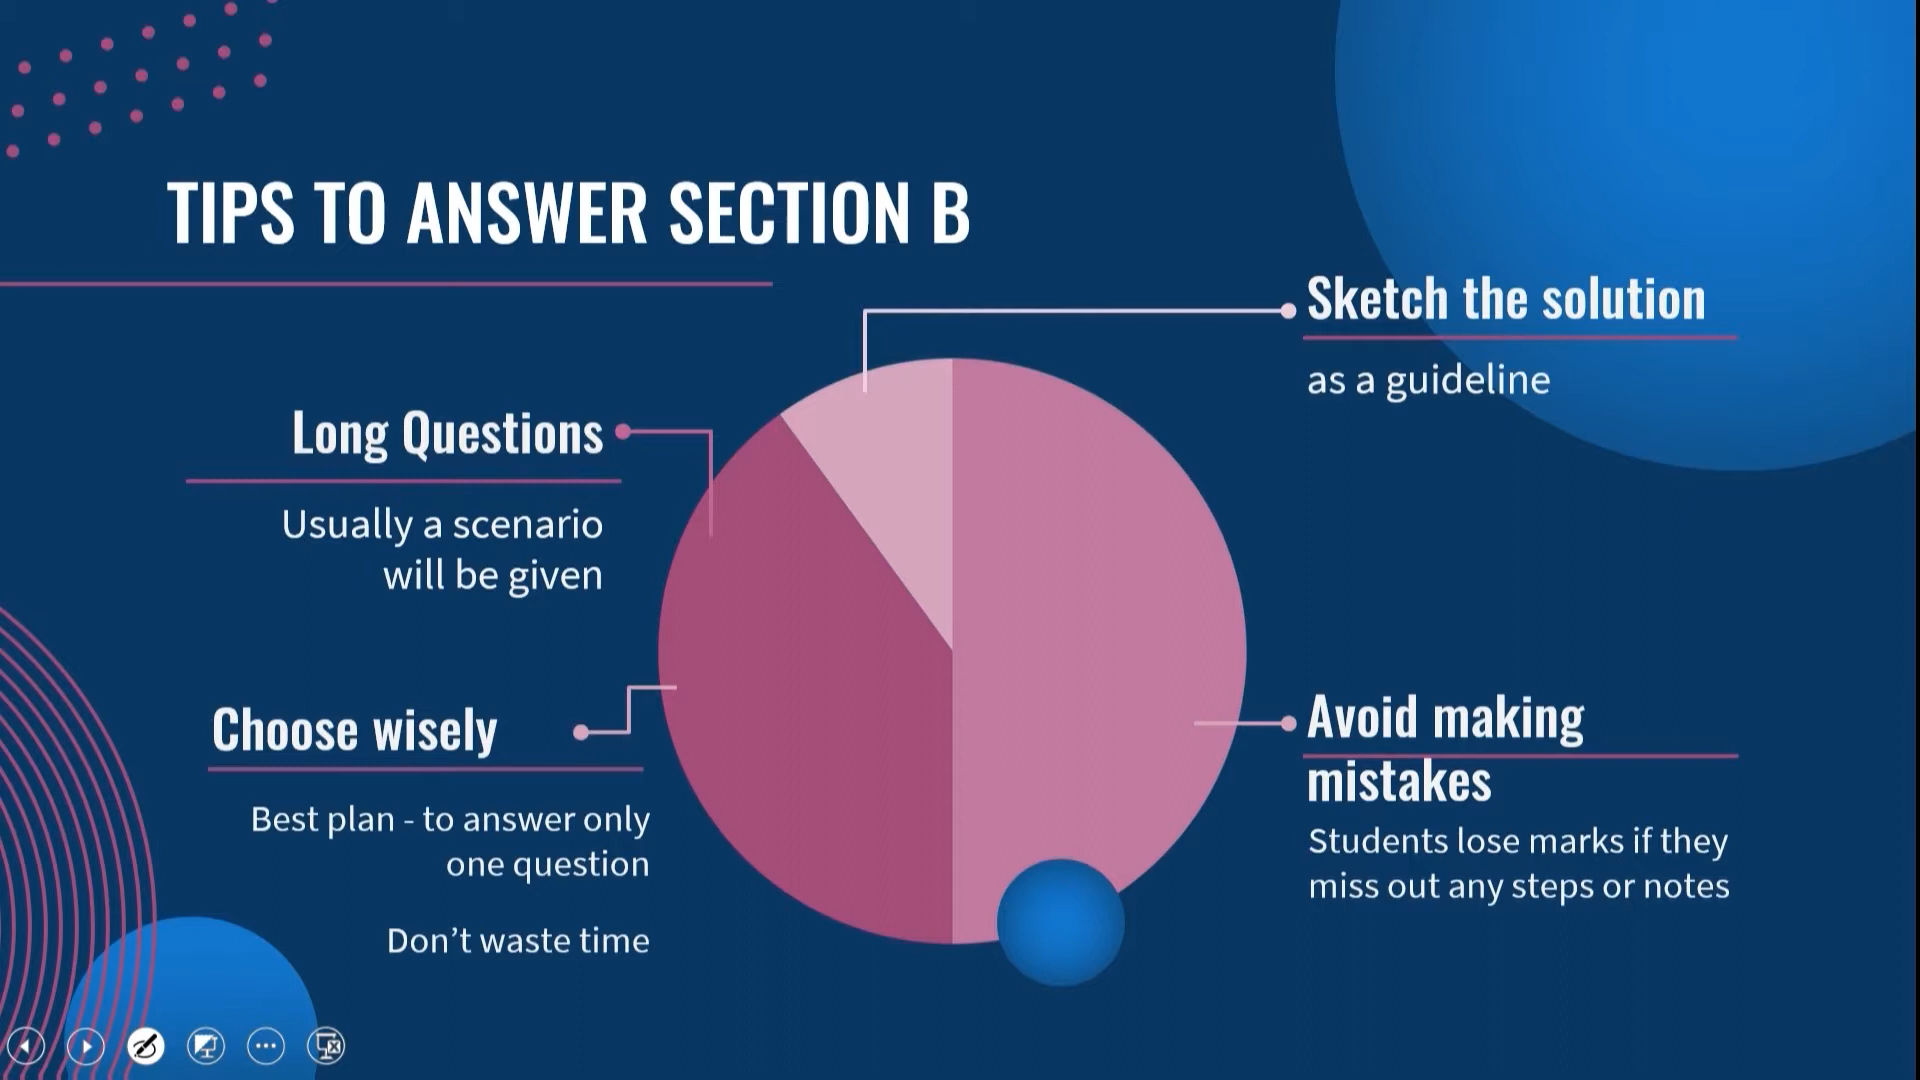 TIPS TO ANSWER SECTION B
Sketch the solution
as a guideline
Long Questions
Usually a scenario
will be given
Choose wisely
Best plan - to answer only
one question
Don’t waste time
Avoid making
mistakes
Students lose marks if they
miss out any steps or notes